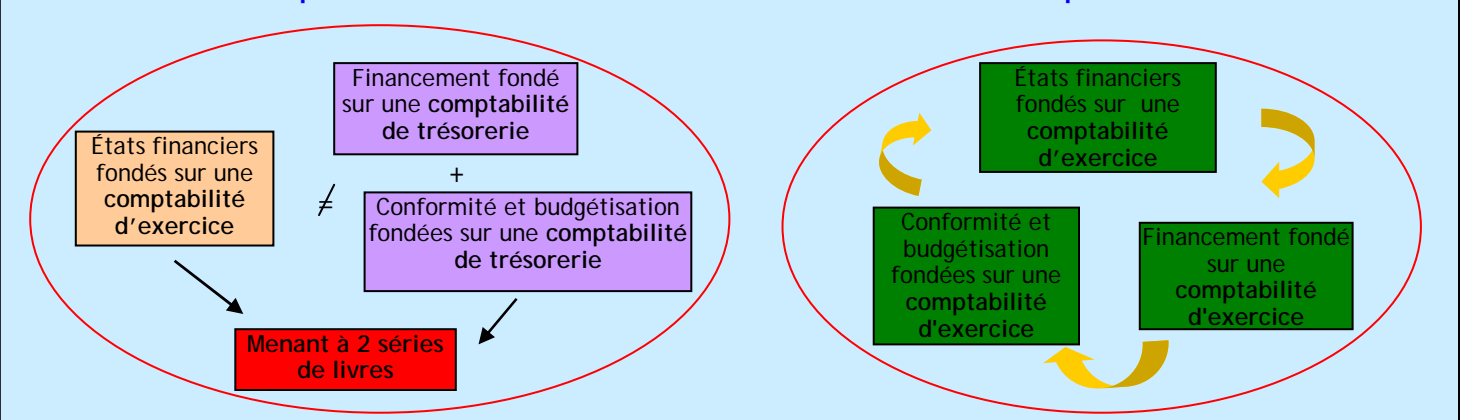 États financiers
fondés sur une
comptabilité
d'exercice
≠
Financement fondé
sur une comptabilité
de trésorerie
+
Conformité et budgétisation
fondées sur une comptabilité
de trésorerie
Menant à 2 séries
de livres
États financiers
fondés sur une
comptabilité
d'exercice
Conformité et
budgétisation
fondées sur une
comptabilité
d'exercice
Financement fondé
sur une
comptabilité
d'exercice